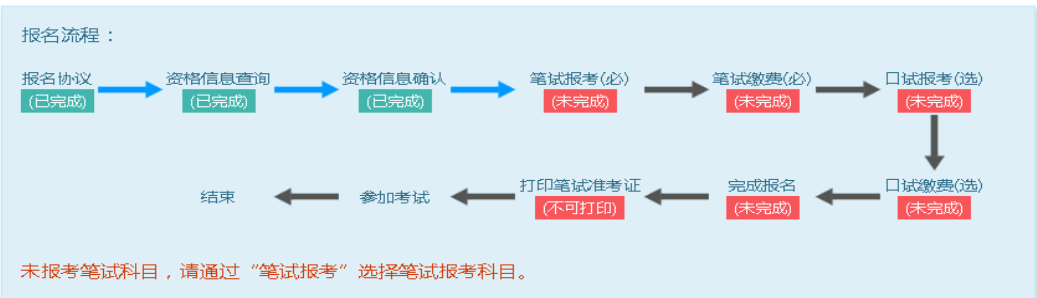 报名流程：
报名协议 资格信息查询 资格信息确认 笔试报考(必) 笔试缴费(必) 口试报考(选)
(已完成) (已完成) (已完成) (未完成) (未完成) (未完成)
结束 参加考试 打印笔试准考证 完成报名 口试缴费(选)
(不可打印) (未完成) (未完成)
未报考笔试科目，请通过“笔试报考”选择笔试报考科目。